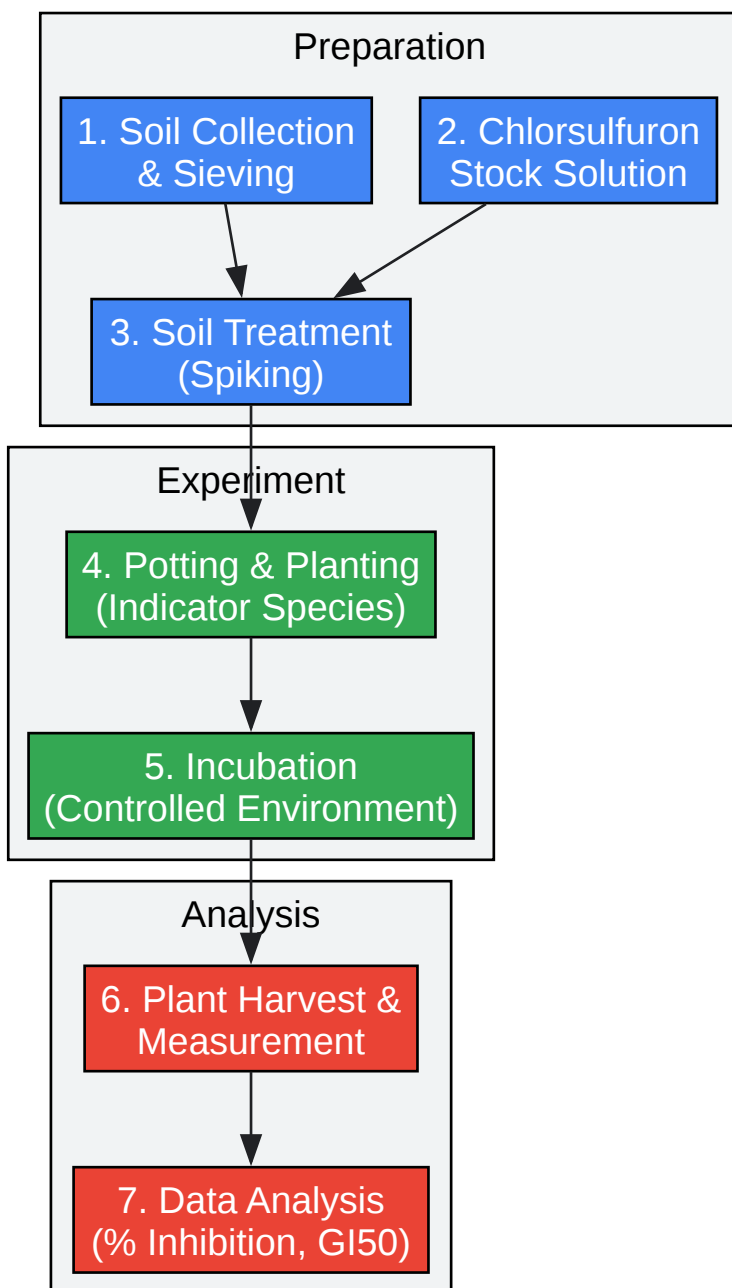 Preparation
1. Soil Collection
& Sieving
2. Chlorsulfuron
Stock Solution
3. Soil Treatment
(Spiking)
Experiment
4. Potting & Planting
(Indicator Species)
5. Incubation
(Controlled Environment)
Analysis
6. Plant Harvest &
Measurement
7. Data Analysis
(% Inhibition, GI50)